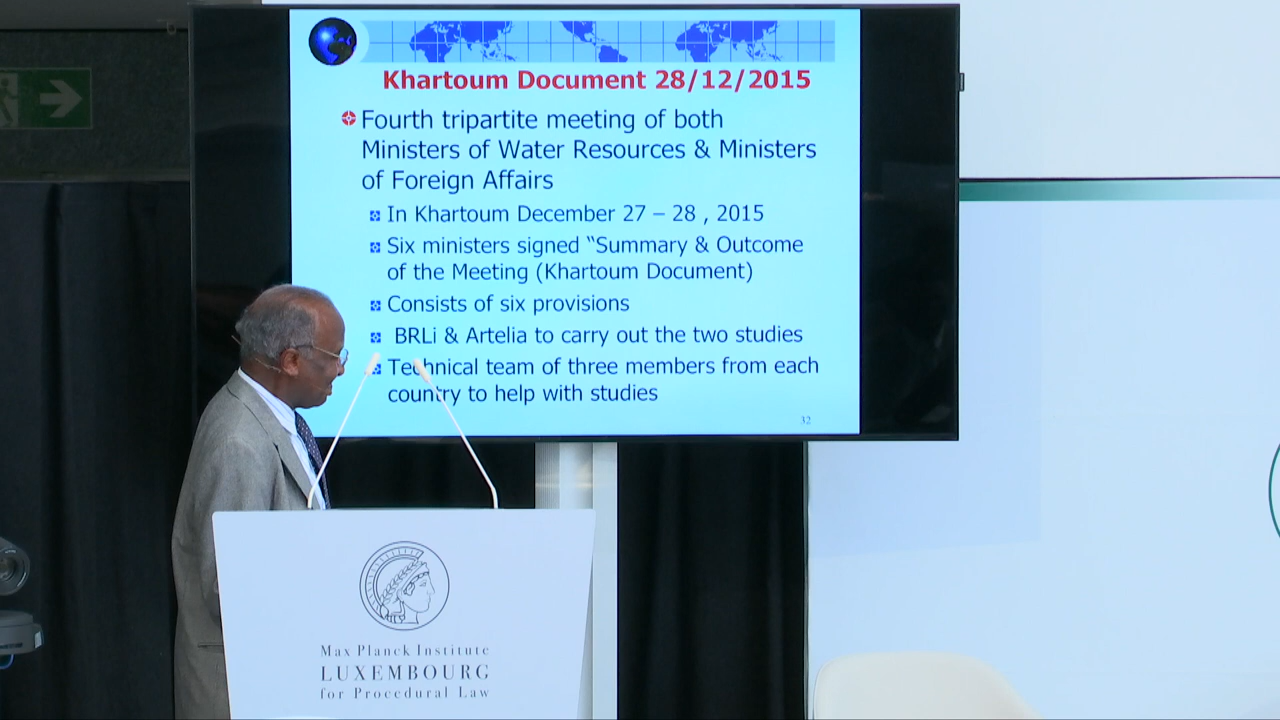 Khartoum Document 28/12/2015
Fourth tripartite meeting of both
Ministers of Water Resources & Ministers
of Foreign Affairs
In Khartoum December 27 – 28 , 2015
Six ministers signed “Summary & Outcome
of the Meeting (Khartoum Document)
Consists of six provisions
BRLi & Artelia to carry out the two studies
Technical team of three members from each
country to help with studies
32
Max Planck Institute
LUXEMBOURG
for Procedural Law